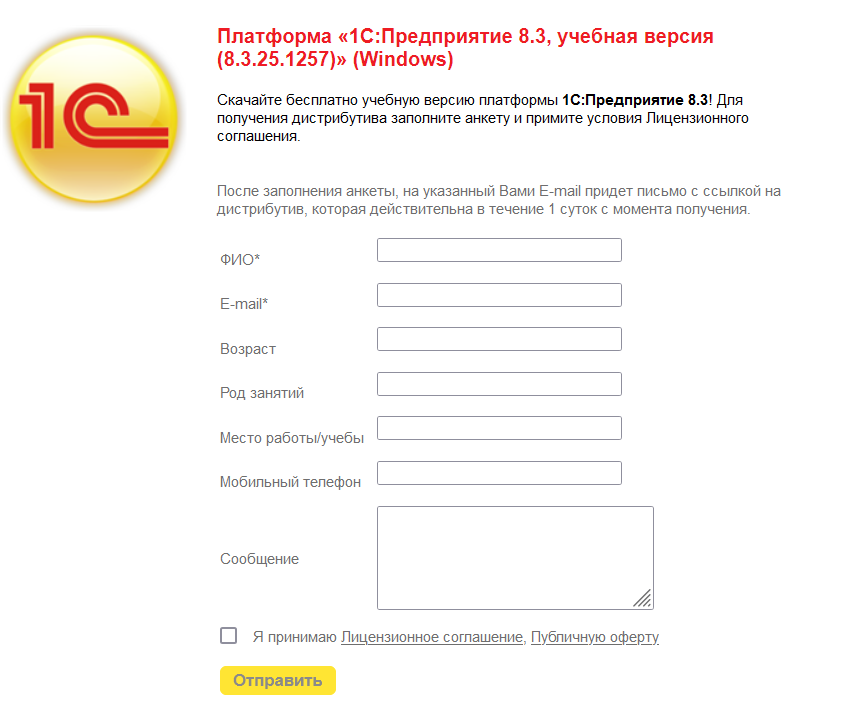 1С
Платформа «1С:Предприятие 8.3, учебная версия
(8.3.25.1257)» (Windows)
Скачайте бесплатно учебную версию платформы 1С:Предприятие 8.3! Для
получения дистрибутива заполните анкету и примите условия Лицензионного
соглашения.
После заполнения анкеты, на указанный Вами E-mail придет письмо с ссылкой на
дистрибутив, которая действительна в течение 1 суток с момента получения.
ФИО*
E-mail*
Возраст
Род занятий
Место работы/учебы
Мобильный телефон
Сообщение
Я принимаю Лицензионное соглашение, Публичную оферту
Отправить